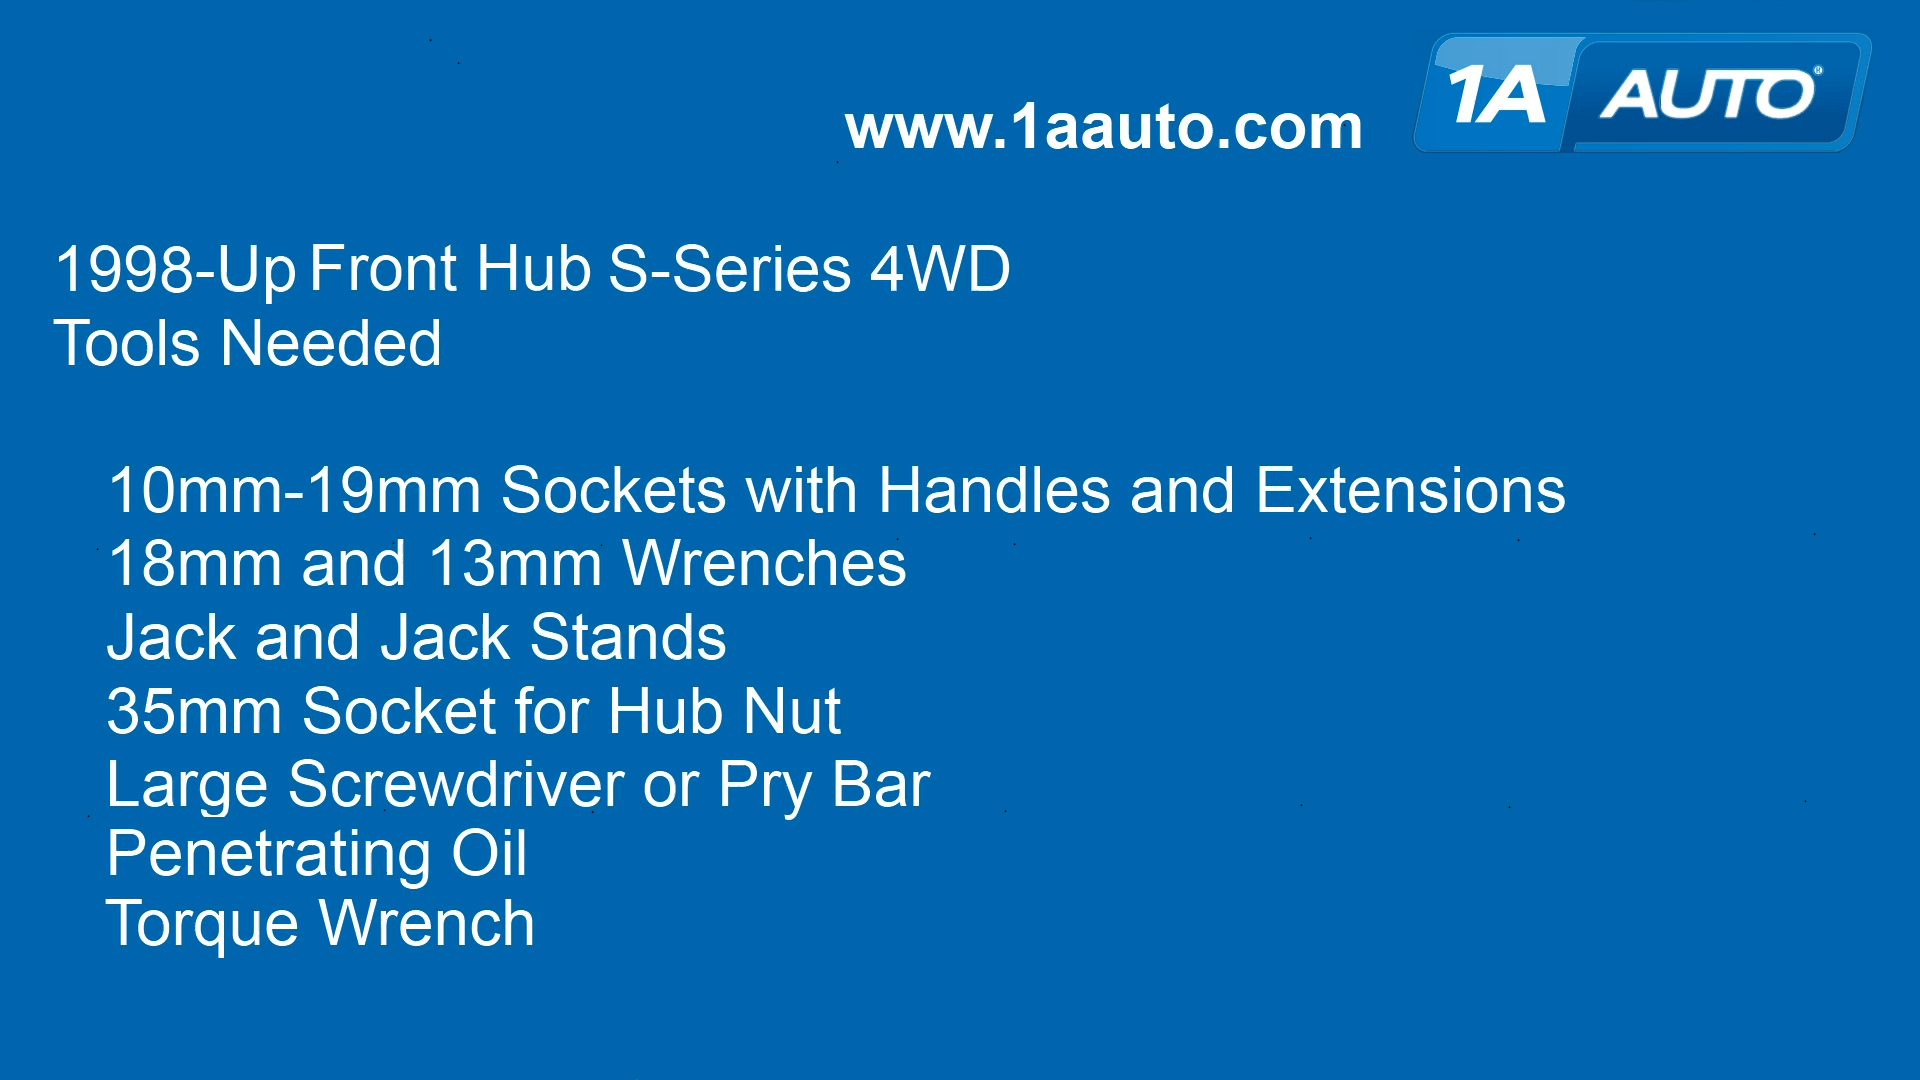 1A AUTO®
www.1aauto.com
1998-Up Front Hub S-Series 4WD
Tools Needed
10mm-19mm Sockets with Handles and Extensions
18mm and 13mm Wrenches
Jack and Jack Stands
35mm Socket for Hub Nut
Large Screwdriver or Pry Bar
Penetrating Oil
Torque Wrench